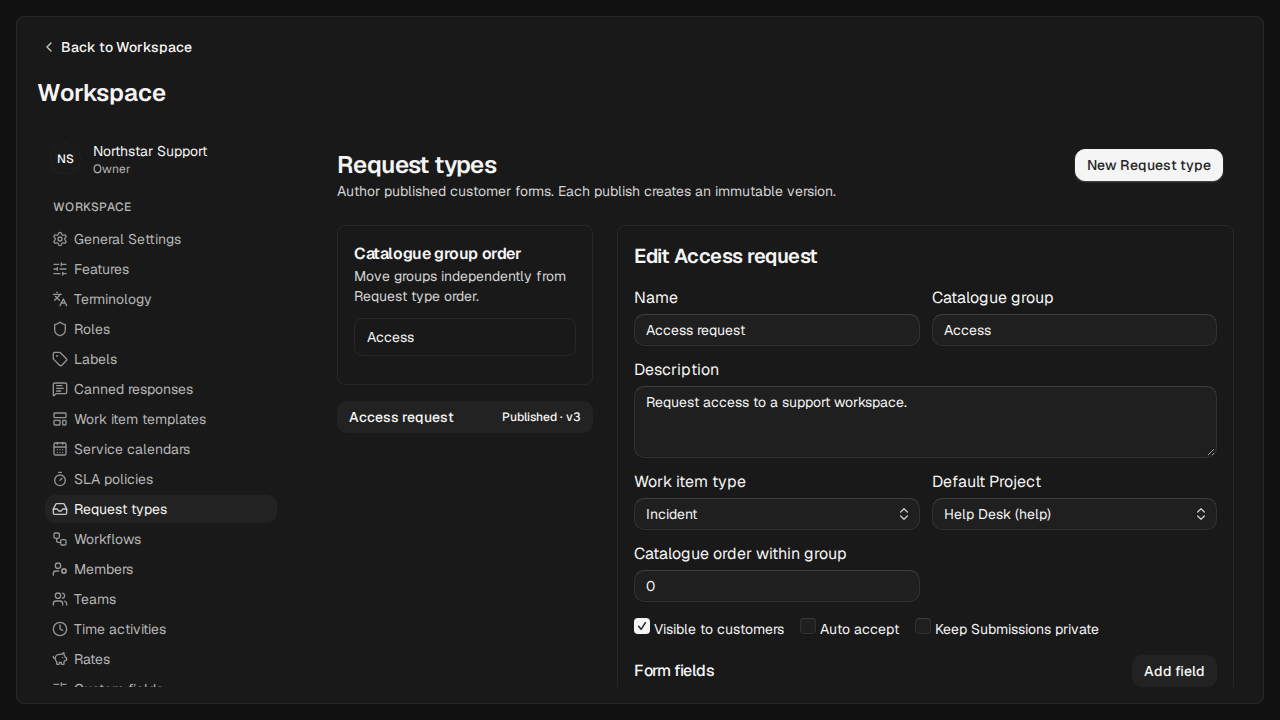 Back to Workspace
Workspace
NS
Northstar Support
Owner
WORKSPACE
General Settings
Features
Terminology
Roles
Labels
Canned responses
Work item templates
Service calendars
SLA policies
Request types
Workflows
Members
Teams
Time activities
Rates
Custom fields
Request types
Author published customer forms. Each publish creates an immutable version.
New Request type
Catalogue group order
Move groups independently from
Request type order.
Access
Access request
Published · v3
Edit Access request
Name
Catalogue group
Access request
Access
Description
Request access to a support workspace.
Work item type
Default Project
Incident
Help Desk (help)
Catalogue order within group
0
Visible to customers
Auto accept
Keep Submissions private
Form fields
Add field